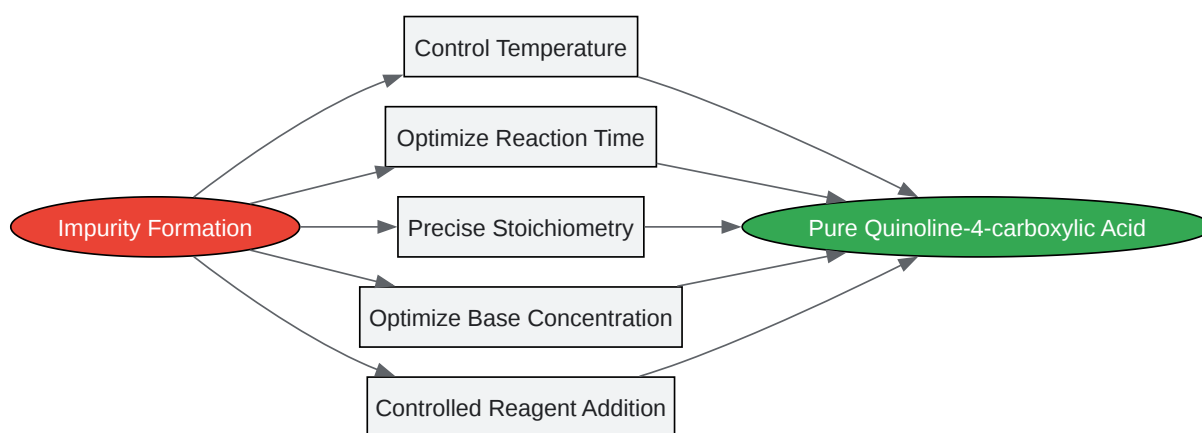 Control Temperature
Optimize Reaction Time
Impurity Formation
Precise Stoichiometry
Pure Quinoline-4-carboxylic Acid
Optimize Base Concentration
Controlled Reagent Addition